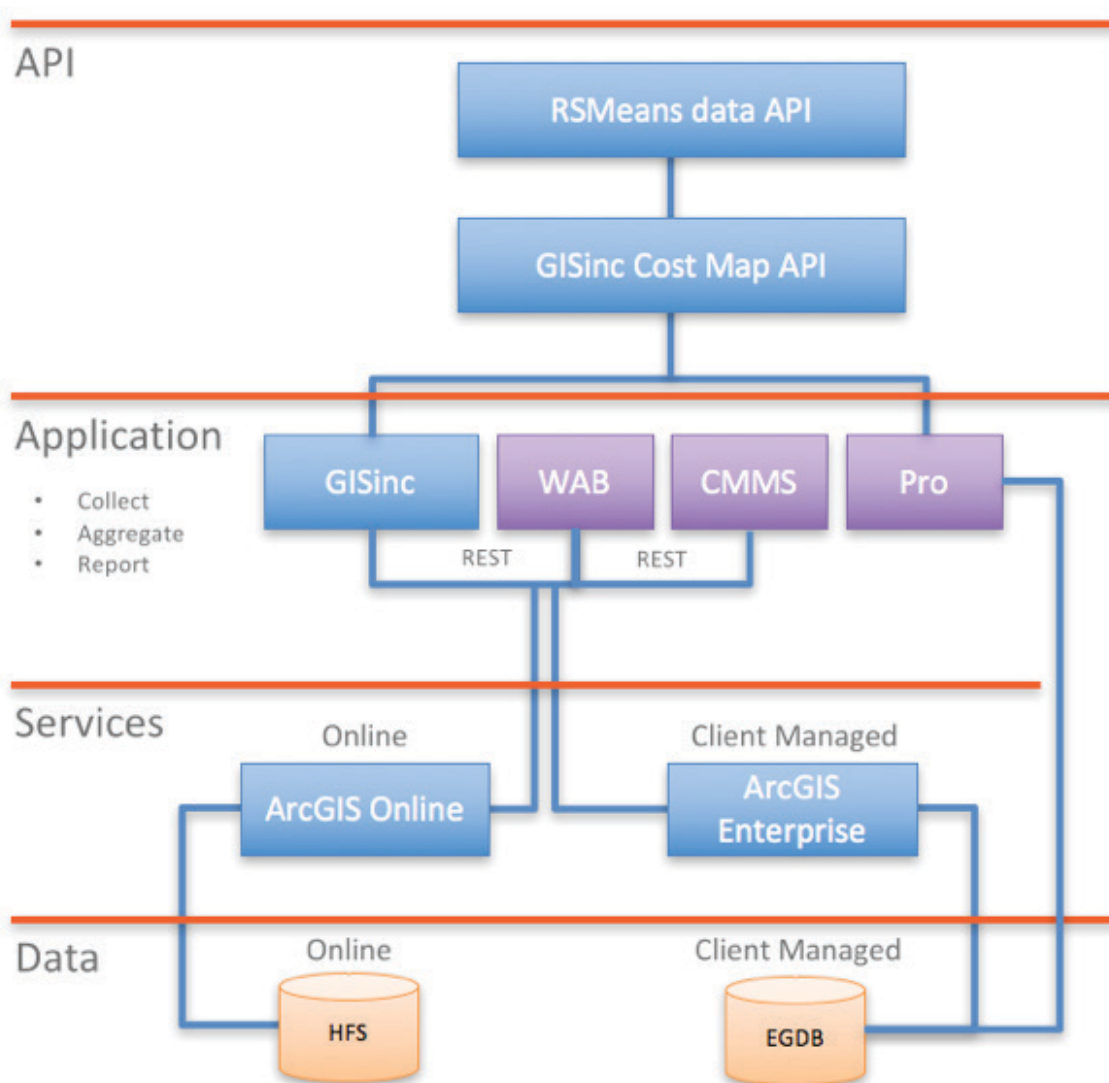 API
RSMeans data API
GISinc Cost Map API
Application
• Collect
• Aggregate
• Report
GISinc
WAB
CMMS
Pro
REST
REST
Services
Online
Client Managed
ArcGIS Online
ArcGIS
Enterprise
Data
Online
Client Managed
HFS
EGDB